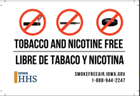 TOBACCO AND NICOTINE FREE
LIBRE DE TABACO Y NICOTINA
IOWA
HHS
SMOKEFREEAIR.IOWA.GOV
1-888-944-2247